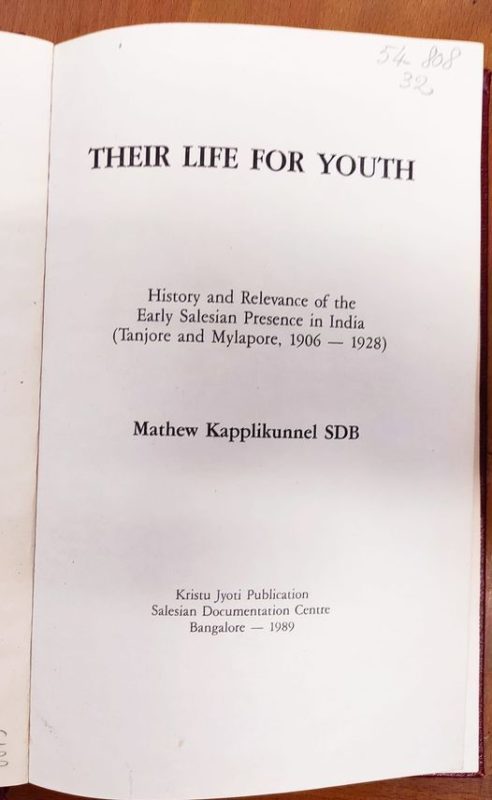 54- 808
32
THEIR LIFE FOR YOUTH
History and Relevance of the
Early Salesian Presence in India
(Tanjore and Mylapore, 1906 — 1928)
Mathew Kapplikunnel SDB
Kristu Jyoti Publication
Salesian Documentation Centre
Bangalore — 1989